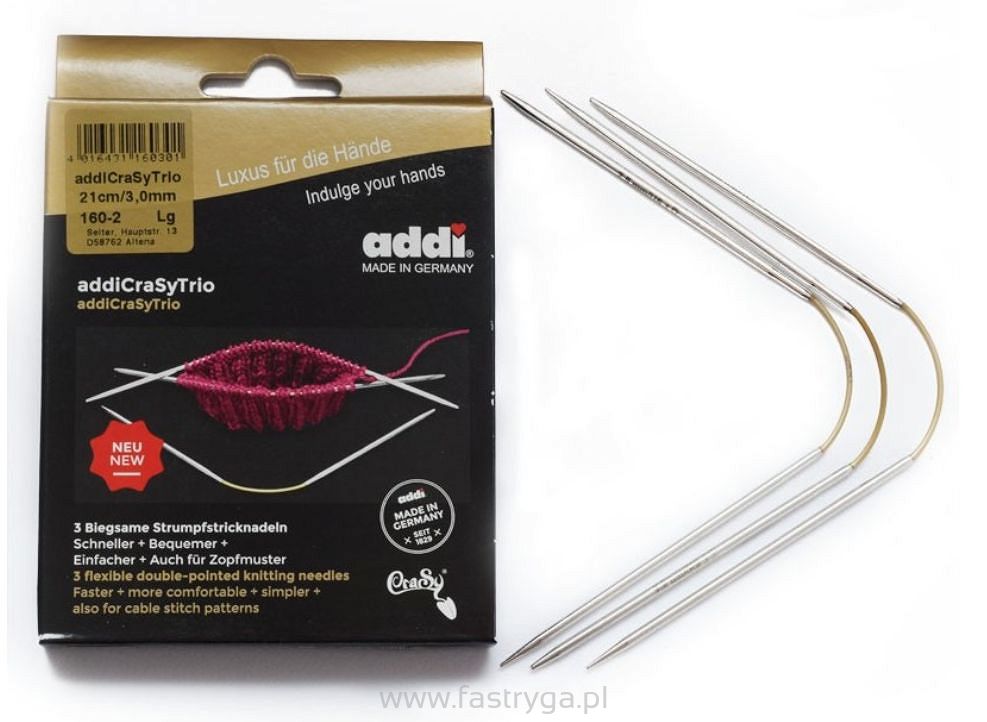 4 016471 160301
addiCraSyTrio
21cm/3,0mm
160-2 Lg
Selter, Hauptstr. 13
D58762 Altena
Luxus für die Hände
Indulge your hands
addi®
MADE IN GERMANY
addiCraSyTrio
addiCraSyTrio
NEU
NEW
addi
MADE IN
GERMANY
SEIT
1829
3 Biegsame Strumpfstricknadeln
Schneller + Bequemer +
Einfacher + Auch für Zopfmuster
3 flexible double-pointed knitting needles
Faster + more comfortable + simpler +
also for cable stitch patterns
CraSy®
www.fastryga.pl